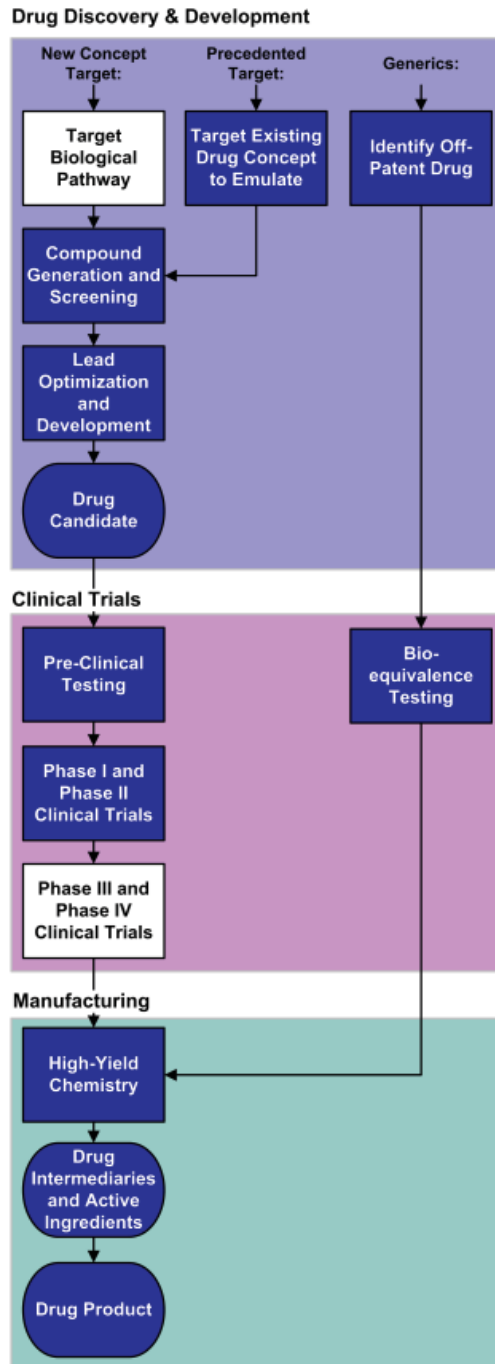 Drug Discovery & Development
New Concept
Target:
Precedented
Target:
Generics:
Target
Biological
Pathway
Target Existing
Drug Concept
to Emulate
Identify Off-
Patent Drug
Compound
Generation and
Screening
Lead
Optimization
and
Development
Drug
Candidate
Clinical Trials
Pre-Clinical
Testing
Bio-
equivalence
Testing
Phase I and
Phase II
Clinical Trials
Phase III and
Phase IV
Clinical Trials
Manufacturing
High-Yield
Chemistry
Drug
Intermediaries
and Active
Ingredients
Drug Product